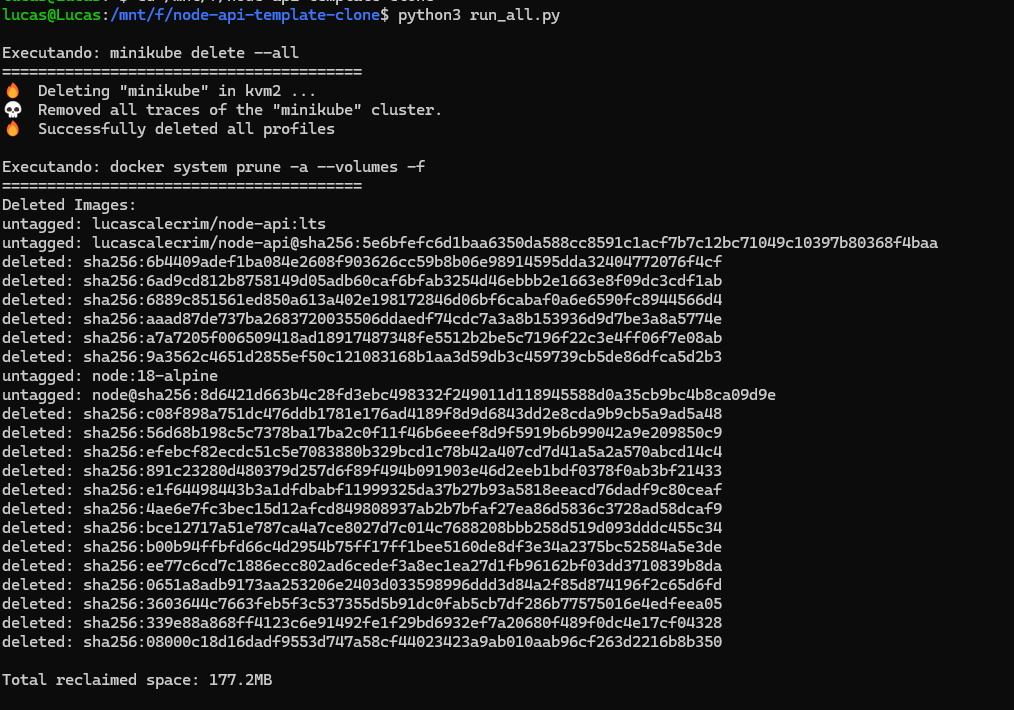 lucas@Lucas:/mnt/f/node-api-template-clone$ python3 run_all.py
Executando: minikube delete --all
========================================
Deleting "minikube" in kvm2 ...
Removed all traces of the "minikube" cluster.
Successfully deleted all profiles
Executando: docker system prune -a --volumes -f
========================================
Deleted Images:
untagged: lucascalecrim/node-api:lts
untagged: lucascalecrim/node-api@sha256:5e6bfefc6d1baa6350da588cc8591c1acf7b7c12bc71049c10397b80368f4baa
deleted: sha256:6b4409adef1ba084e2608f903626cc59b8b06e98914595dda32404772076f4cf
deleted: sha256:6ad9cd812b8758149d05adb60caf6bfab3254d46ebbb2e1663e8f09dc3cdf1ab
deleted: sha256:6889c851561ed850a613a402e198172846d06bf6cabaf0a6e6590fc8944566d4
deleted: sha256:aaad87de737ba2683720035506ddaedf74cdc7a3a8b153936d9d7be3a8a5774e
deleted: sha256:a7a7205f006509418ad18917487348fe5512b2be5c7196f22c3e4ff06f7e08ab
deleted: sha256:9a3562c4651d2855ef50c121083168b1aa3d59db3c459739cb5de86dfca5d2b3
untagged: node:18-alpine
untagged: node@sha256:8d6421d663b4c28fd3ebc498332f249011d118945588d0a35cb9bc4b8ca09d9e
deleted: sha256:c08f898a751dc476ddb1781e176ad4189f8d9d6843dd2e8cda9b9cb5a9ad5a48
deleted: sha256:56d68b198c5c7378ba17ba2c0f11f46b6eeef8d9f5919b6b99042a9e209850c9
deleted: sha256:efebcf82ecdc51c5e7083880b329bcd1c78b42a407cd7d41a5a2a570abcd14c4
deleted: sha256:891c23280d480379d257d6f89f494b091903e46d2eeb1bdf0378f0ab3bf21433
deleted: sha256:e1f64498443b3a1dfdbabf11999325da37b27b93a5818eeacd76dadf9c80ceaf
deleted: sha256:4ae6e7fc3bec15d12afcd849808937ab2b7bfaf27ea86d5836c3728ad58dcaf9
deleted: sha256:bce12717a51e787ca4a7ce8027d7c014c7688208bbb258d519d093dddc455c34
deleted: sha256:b00b94ffbfd66c4d2954b75ff17ff1bee5160de8df3e34a2375bc52584a5e3de
deleted: sha256:ee77c6cd7c1886ecc802ad6cedef3a8ec1ea27d1fb96162bf03dd3710839b8da
deleted: sha256:0651a8adb9173aa253206e2403d033598996ddd3d84a2f85d874196f2c65d6fd
deleted: sha256:3603644c7663feb5f3c537355d5b91dc0fab5cb7df286b77575016e4edfeea05
deleted: sha256:339e88a868ff4123c6e91492fe1f29bd6932ef7a20680f489f0dc4e17cf04328
deleted: sha256:08000c18d16dadf9553d747a58cf44023423a9ab010aab96cf263d2216b8b350
Total reclaimed space: 177.2MB